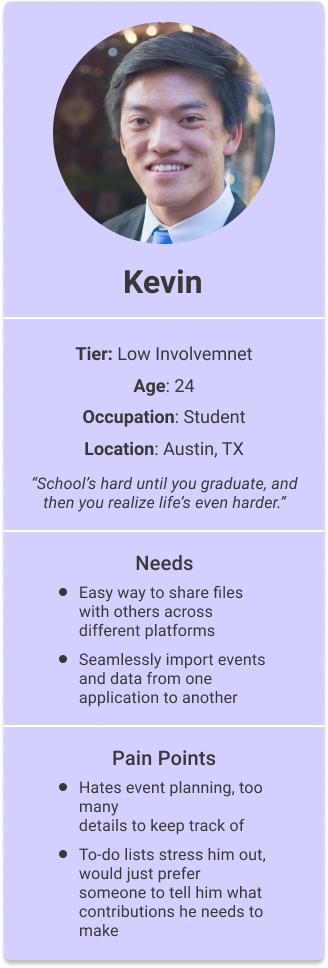 Kevin
Tier: Low Involvemnet
Age: 24
Occupation: Student
Location: Austin, TX
“School’s hard until you graduate, and
then you realize life’s even harder.”
Needs
• Easy way to share files
with others across
different platforms
• Seamlessly import events
and data from one
application to another
Pain Points
• Hates event planning, too
many
details to keep track of
• To-do lists stress him out,
would just prefer
someone to tell him what
contributions he needs to
make